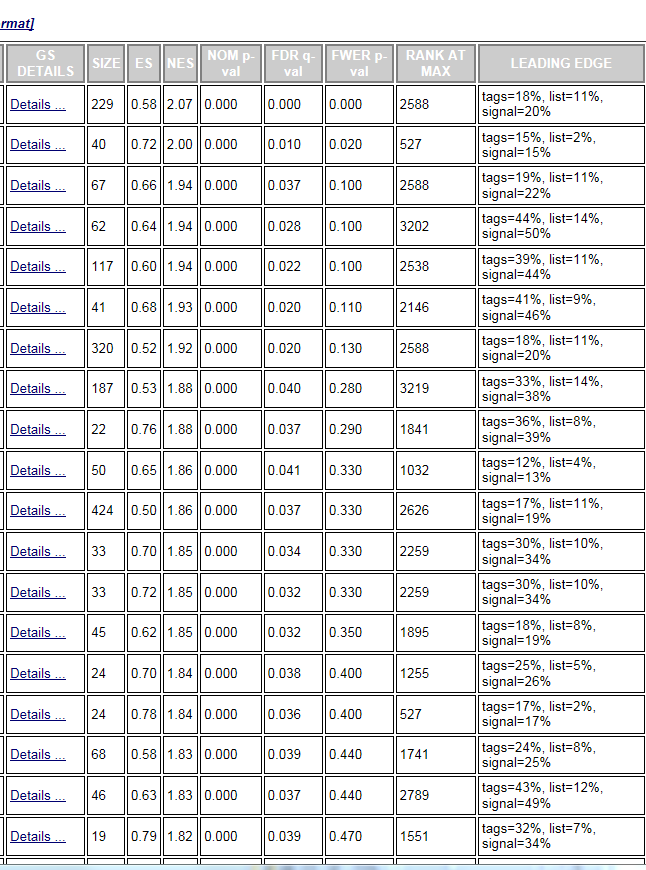 rmat]
GS DETAILS SIZE ES NES NOM p-val FDR q-val FWER p-val RANK AT MAX LEADING EDGE
Details ... 229 0.58 2.07 0.000 0.000 0.000 2588 tags=18%, list=11%, signal=20%
Details ... 40 0.72 2.00 0.000 0.010 0.020 527 tags=15%, list=2%, signal=15%
Details ... 67 0.66 1.94 0.000 0.037 0.100 2588 tags=19%, list=11%, signal=22%
Details ... 62 0.64 1.94 0.000 0.028 0.100 3202 tags=44%, list=14%, signal=50%
Details ... 117 0.60 1.94 0.000 0.022 0.100 2538 tags=39%, list=11%, signal=44%
Details ... 41 0.68 1.93 0.000 0.020 0.110 2146 tags=41%, list=9%, signal=46%
Details ... 320 0.52 1.92 0.000 0.020 0.130 2588 tags=18%, list=11%, signal=20%
Details ... 187 0.53 1.88 0.000 0.040 0.280 3219 tags=33%, list=14%, signal=38%
Details ... 22 0.76 1.88 0.000 0.037 0.290 1841 tags=36%, list=8%, signal=39%
Details ... 50 0.65 1.86 0.000 0.041 0.330 1032 tags=12%, list=4%, signal=13%
Details ... 424 0.50 1.86 0.000 0.037 0.330 2626 tags=17%, list=11%, signal=19%
Details ... 33 0.70 1.85 0.000 0.034 0.330 2259 tags=30%, list=10%, signal=34%
Details ... 33 0.72 1.85 0.000 0.032 0.330 2259 tags=30%, list=10%, signal=34%
Details ... 45 0.62 1.85 0.000 0.032 0.350 1895 tags=18%, list=8%, signal=19%
Details ... 24 0.70 1.84 0.000 0.038 0.400 1255 tags=25%, list=5%, signal=26%
Details ... 24 0.78 1.84 0.000 0.036 0.400 527 tags=17%, list=2%, signal=17%
Details ... 68 0.58 1.83 0.000 0.039 0.440 1741 tags=24%, list=8%, signal=25%
Details ... 46 0.63 1.83 0.000 0.037 0.440 2789 tags=43%, list=12%, signal=49%
Details ... 19 0.79 1.82 0.000 0.039 0.470 1551 tags=32%, list=7%, signal=34%